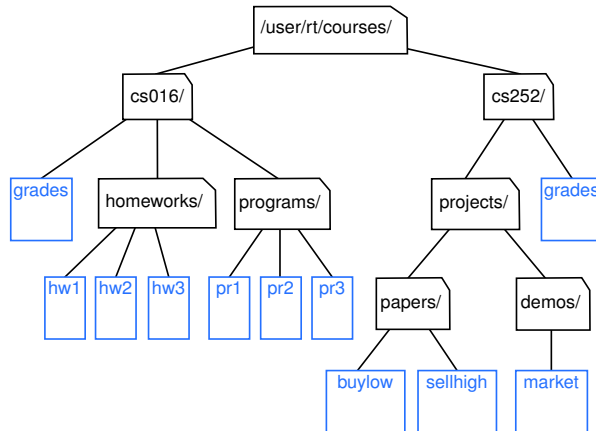 /user/rt/courses/
cs016/
cs252/
grades
homeworks/
programs/
projects/
grades
hw1
hw2
hw3
pr1
pr2
pr3
papers/
demos/
buylow
sellhigh
market